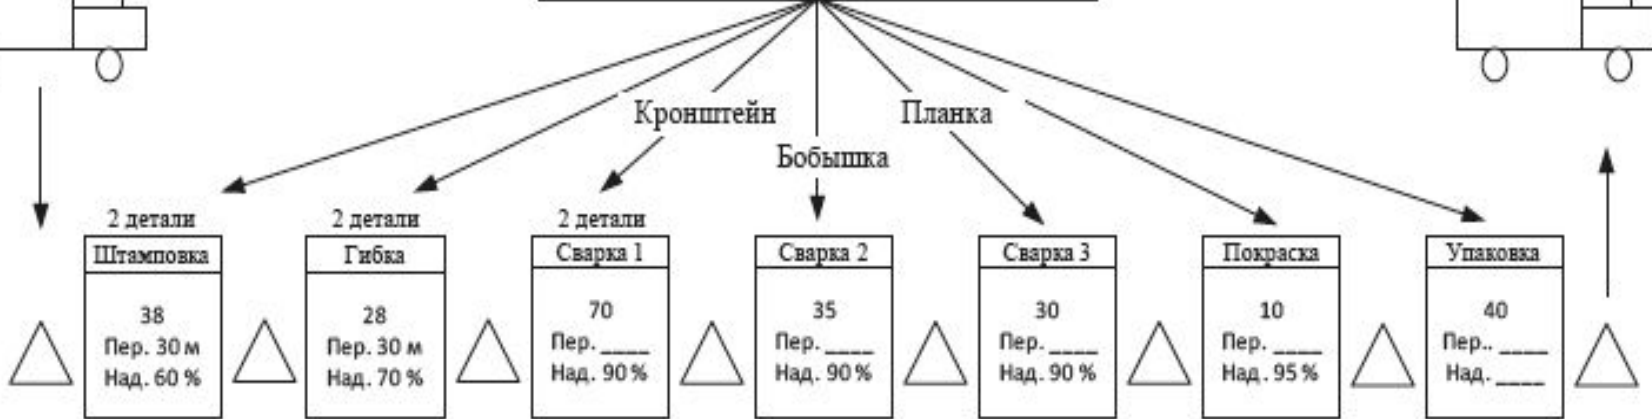 Кронштейн
Планка
Бобышка
2 детали
Штамповка
38
Пер. 30 м
Над. 60 %
2 детали
Гибка
28
Пер. 30 м
Над. 70 %
2 детали
Сварка 1
70
Пер. ____
Над. 90 %
Сварка 2
35
Пер. ____
Над. 90 %
Сварка 3
30
Пер. ____
Над. 90 %
Покраска
10
Пер. ____
Над. 95 %
Упаковка
40
Пер.. ____
Над. ____